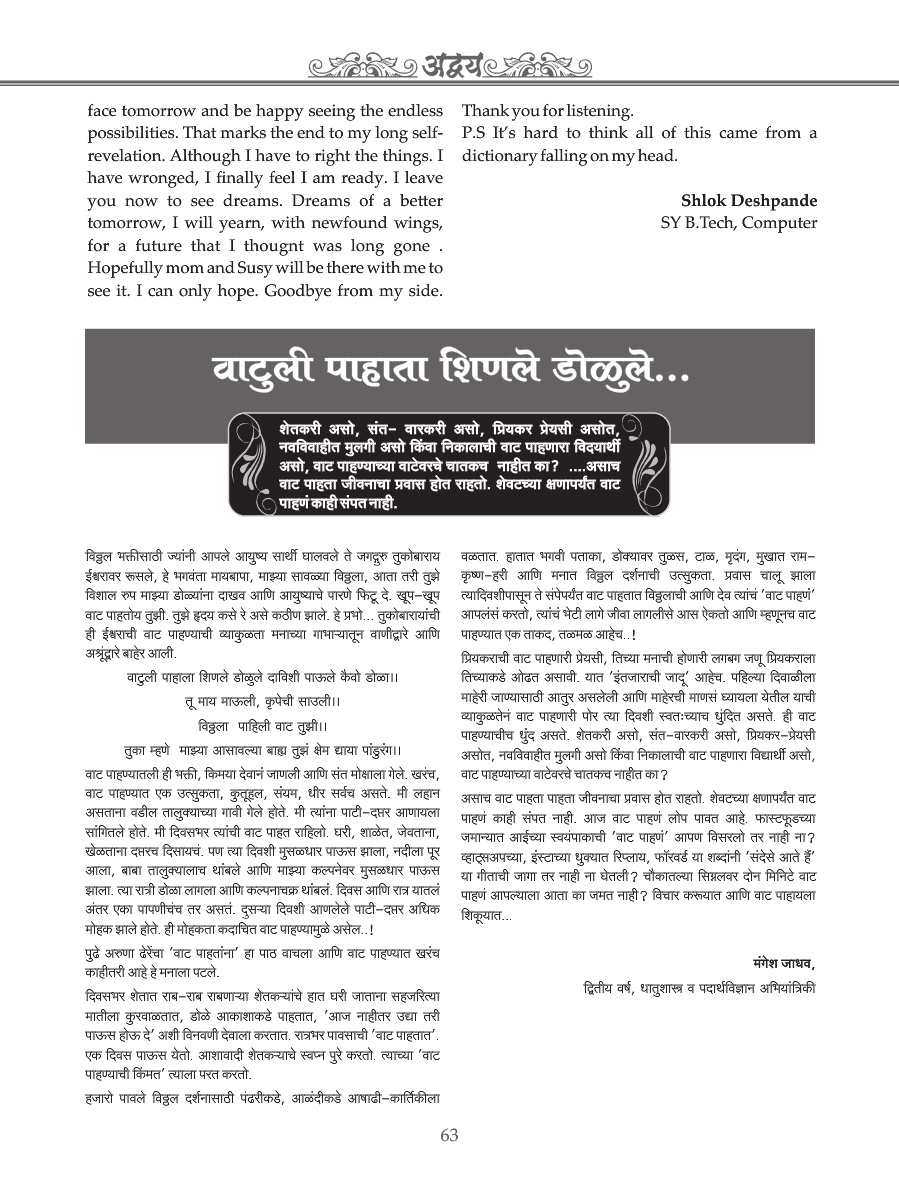 अद्वय
face tomorrow and be happy seeing the endless
possibilities. That marks the end to my long self-
revelation. Although I have to right the things. I
have wronged, I finally feel I am ready. I leave
you now to see dreams. Dreams of a better
tomorrow, I will yearn, with newfound wings,
for a future that I thougnt was long gone .
Hopefully mom and Susy will be there with me to
see it. I can only hope. Goodbye from my side.
Thank you for listening.
P.S It’s hard to think all of this came from a
dictionary falling on my head.
Shlok Deshpande
SY B.Tech, Computer
वाटुली पाहाता शिणले डोळुले...
शेतकरी असो, संत- वारकरी असो, प्रियकर प्रेयसी असोत,
नवविवाहीत मुलगी असो किंवा निकालाची वाट पाहणारा विद्यार्थी
असो, वाट पाहण्याच्या वाटेवरचे चातकच नाहीत का? ....असाच
वाट पाहता जीवनाचा प्रवास होत राहतो. शेवटच्या क्षणापर्यंत वाट
पाहणं काही संपत नाही.
विठ्ठल भक्तीसाठी ज्यांनी आपले आयुष्य सार्थी घालवले ते जगद्गुरु तुकोबाराय
ईश्वरावर रूसले, हे भगवंता मायबापा, माझ्या सावळ्या विठ्ठला, आता तरी तुझे
विशाल रुप माझ्या डोळ्यांना दाखव आणि आयुष्याचे पारणे फिटू दे. खूप-खूप
वाट पाहतोय तुझी. तुझे हृदय कसे रे असे कठीण झाले. हे प्रभो... तुकोबारायांची
ही ईश्वराची वाट पाहण्याची व्याकुळता मनाच्या गाभाऱ्यातून वाणीद्वारे आणि
अश्रूंद्वारे बाहेर आली.
वाटुली पाहाला शिणले डोळुले दाविशी पाऊले कैवो डोळा।।
तू माय माऊली, कृपेची साउली।।
विठ्ठला पाहिली वाट तुझी।।
तुका म्हणे माझ्या आसावल्या बाह्य तुझं क्षेम द्याया पांडुरंग।।
वाट पाहण्यातली ही भक्ती, किमया देवानं जाणली आणि संत मोक्षाला गेले. खरंच,
वाट पाहण्यात एक उत्सुकता, कुतूहल, संयम, धीर सर्वच असते. मी लहान
असताना वडील तालुक्याच्या गावी गेले होते. मी त्यांना पाटी-दप्तर आणायला
सांगितले होते. मी दिवसभर त्यांची वाट पाहत राहिलो. घरी, शाळेत, जेवताना,
खेळताना दप्तरच दिसायचं. पण त्या दिवशी मुसळधार पाऊस झाला, नदीला पूर
आला, बाबा तालुक्यालाच थांबले आणि माझ्या कल्पनेवर मुसळधार पाऊस
झाला. त्या रात्री डोळा लागला आणि कल्पनाचक्र थांबलं. दिवस आणि रात्र यातलं
अंतर एका पापणीचंच तर असतं. दुसऱ्या दिवशी आणलेले पाटी-दप्तर अधिक
मोहक झाले होते. ही मोहकता कदाचित वाट पाहण्यामुळे असेल..!
पुढे अरुणा ढेरेंचा 'वाट पाहतांना' हा पाठ वाचला आणि वाट पाहण्यात खरंच
काहीतरी आहे हे मनाला पटले.
दिवसभर शेतात राब-राब राबणाऱ्या शेतकऱ्यांचे हात घरी जाताना सहजरित्या
मातीला कुरवाळतात, डोळे आकाशाकडे पाहतात, 'आज नाहीतर उद्या तरी
पाऊस होऊ दे' अशी विनवणी देवाला करतात. रात्रभर पावसाची 'वाट पाहतात'.
एक दिवस पाऊस येतो. आशावादी शेतकऱ्याचे स्वप्न पुरे करतो. त्याच्या 'वाट
पाहण्याची किंमत' त्याला परत करतो.
हजारो पावले विठ्ठल दर्शनासाठी पंढरीकडे, आळंदीकडे आषाढी-कार्तिकीला
वळतात. हातात भगवी पताका, डोक्यावर तुळस, टाळ, मृदंग, मुखात राम-
कृष्ण-हरी आणि मनात विठ्ठल दर्शनाची उत्सुकता. प्रवास चालू झाला
त्यादिवशीपासून ते संपेपर्यंत वाट पाहतात विठ्ठलाची आणि देव त्यांचं 'वाट पाहणं'
आपलंसं करतो, त्यांचं भेटी लागे जीवा लागलीसे आस ऐकतो आणि म्हणूनच वाट
पाहण्यात एक ताकद, तळमळ आहेच..!
प्रियकराची वाट पाहणारी प्रेयसी, तिच्या मनाची होणारी लगबग जणू प्रियकराला
तिच्याकडे ओढत असावी. यात 'इंतजाराची जादू' आहेच. पहिल्या दिवाळीला
माहेरी जाण्यासाठी आतुर असलेली आणि माहेरची माणसं घ्यायला येतील याची
व्याकुळतेनं वाट पाहणारी पोर त्या दिवशी स्वतःच्याच धुंदित असते. ही वाट
पाहण्याचीच धुंद असते. शेतकरी असो, संत-वारकरी असो, प्रियकर-प्रेयसी
असोत, नवविवाहीत मुलगी असो किंवा निकालाची वाट पाहणारा विद्यार्थी असो,
वाट पाहण्याच्या वाटेवरचे चातकच नाहीत का?
असाच वाट पाहता पाहता जीवनाचा प्रवास होत राहतो. शेवटच्या क्षणापर्यंत वाट
पाहणं काही संपत नाही. आज वाट पाहणं लोप पावत आहे. फास्टफूडच्या
जमान्यात आईच्या स्वयंपाकाची 'वाट पाहणं' आपण विसरलो तर नाही ना?
व्हाट्सअपच्या, इंस्टाच्या धुक्यात रिप्लाय, फॉरवर्ड या शब्दांनी 'संदेसे आते हैं'
या गीताची जागा तर नाही ना घेतली? चौकातल्या सिग्नलवर दोन मिनिटे वाट
पाहणं आपल्याला आता का जमत नाही? विचार करूयात आणि वाट पाहायला
शिकूयात...
मंगेश जाधव,
द्वितीय वर्ष, धातुशास्त्र व पदार्थविज्ञान अभियांत्रिकी
63